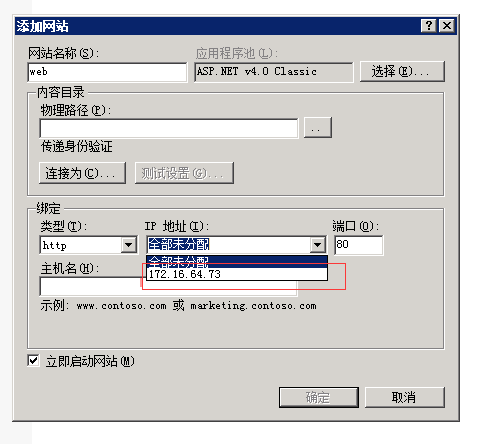 添加网站
网站名称(S): 应用程序池(L):
web ASP.NET v4.0 Classic 选择(E)...
内容目录
物理路径(P):
..
传递身份验证
连接为(C)... 测试设置(G)...
绑定
类型(T): IP 地址(I): 端口(O):
http 全部未分配 80
全部未分配
主机名(H): 172.16.64.73
示例: www.contoso.com 或 marketing.contoso.com
立即启动网站(M)
确定 取消